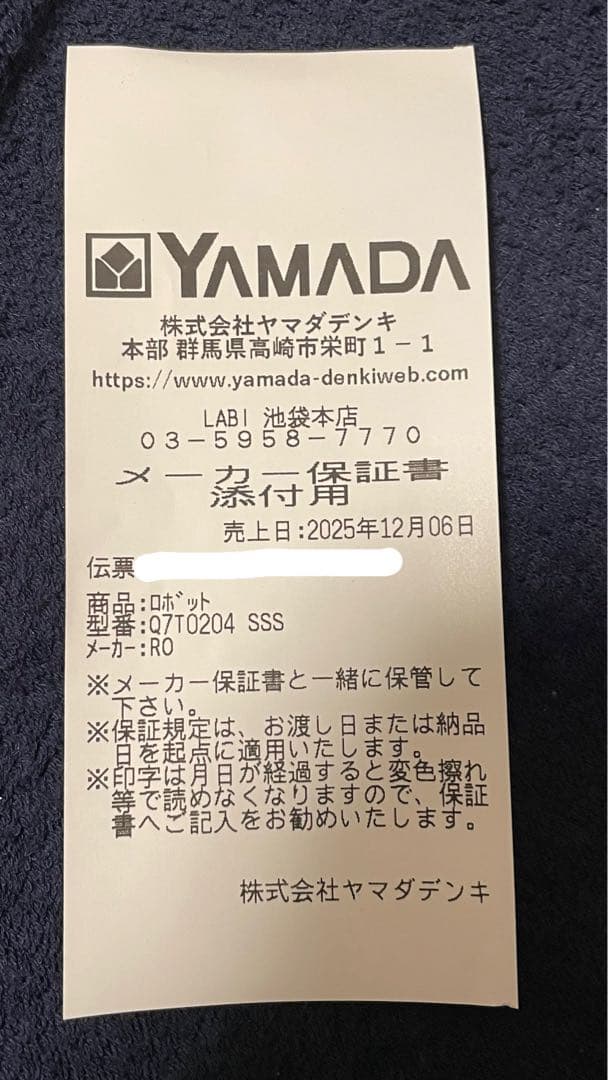 YAMADA
株式会社ヤマダデンキ
本部 群馬県高崎市栄町1-1
https://www.yamada-denkiweb.com
LABI 池袋本店
03-5958-7770
メーカー保証書
添付用
売上日:2025年12月06日
伝票
商品:ロボット
型番:Q7T0204 SSS
メーカー:RO
※メーカー保証書と一緒に保管して
下さい。
※保証規定は、お渡し日または納品
日を起点に適用いたします。
※印字は月日が経過すると変色擦れ
等で読めなくなりますので、保証
書へご記入をお勧めいたします。
株式会社ヤマダデンキ